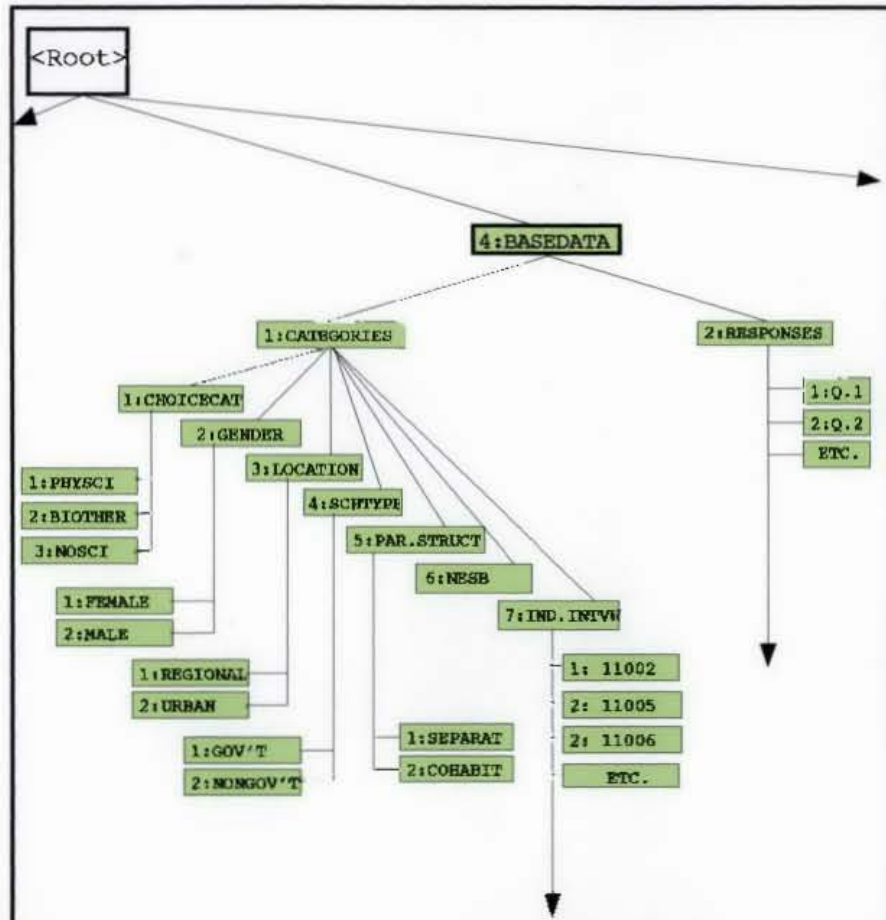 <Root>
4:BASEDATA
1:CATEGORIES
2:RESPONSES
1:CHOICECAT
1:Q.1
2:GENDER
2:Q.2
3:LOCATION
ETC.
1:PHYSCI
4:SCHTYPE
2:BIOTHER
5:PAR.STRUCT
3:NOSCI
6:NESB
1:FEMALE
7:IND.INTVW
2:MALE
1:REGIONAL
1: 11002
2:URBAN
2: 11005
1:SEPARAT
2: 11006
1:GOV'T
2:COHABIT
ETC.
2:NONGOV'T